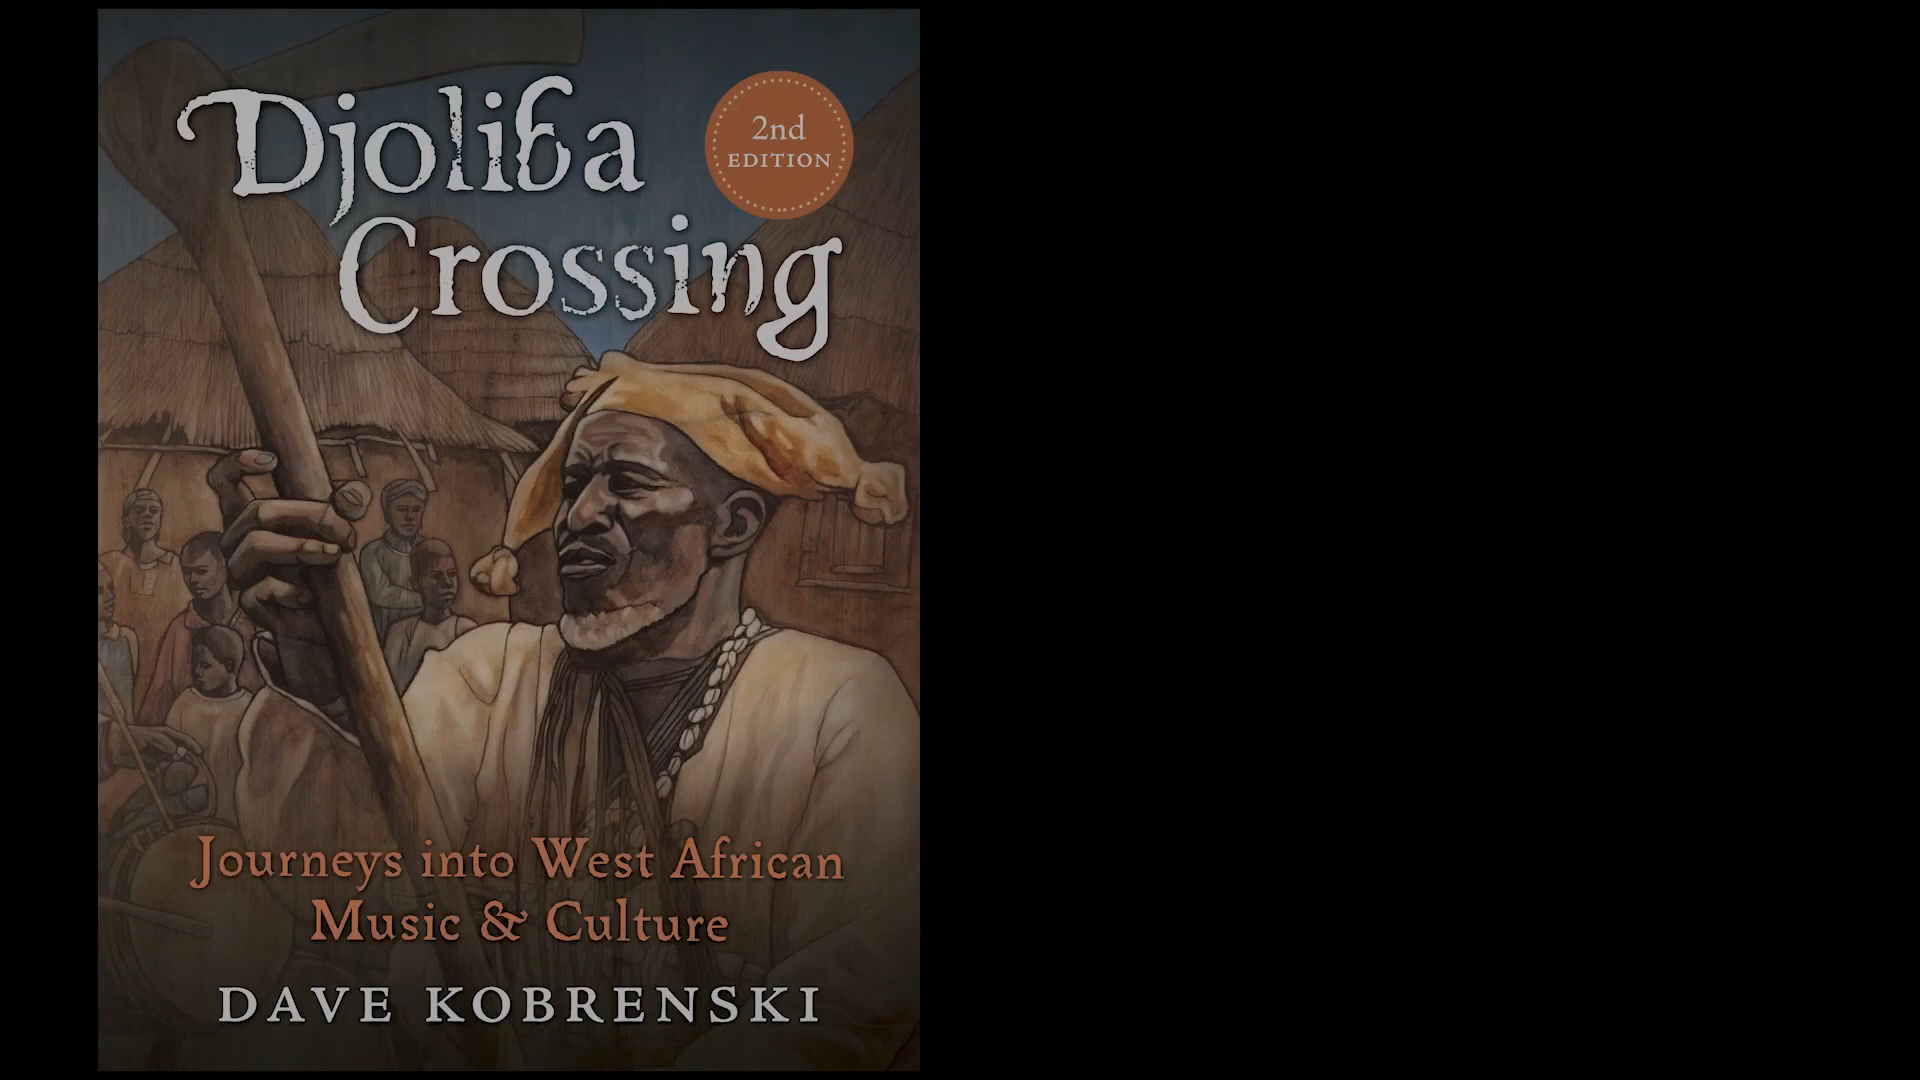 Djoliba
Crossing
2nd
EDITION
Journeys into West African
Music & Culture
DAVE KOBRENSKI